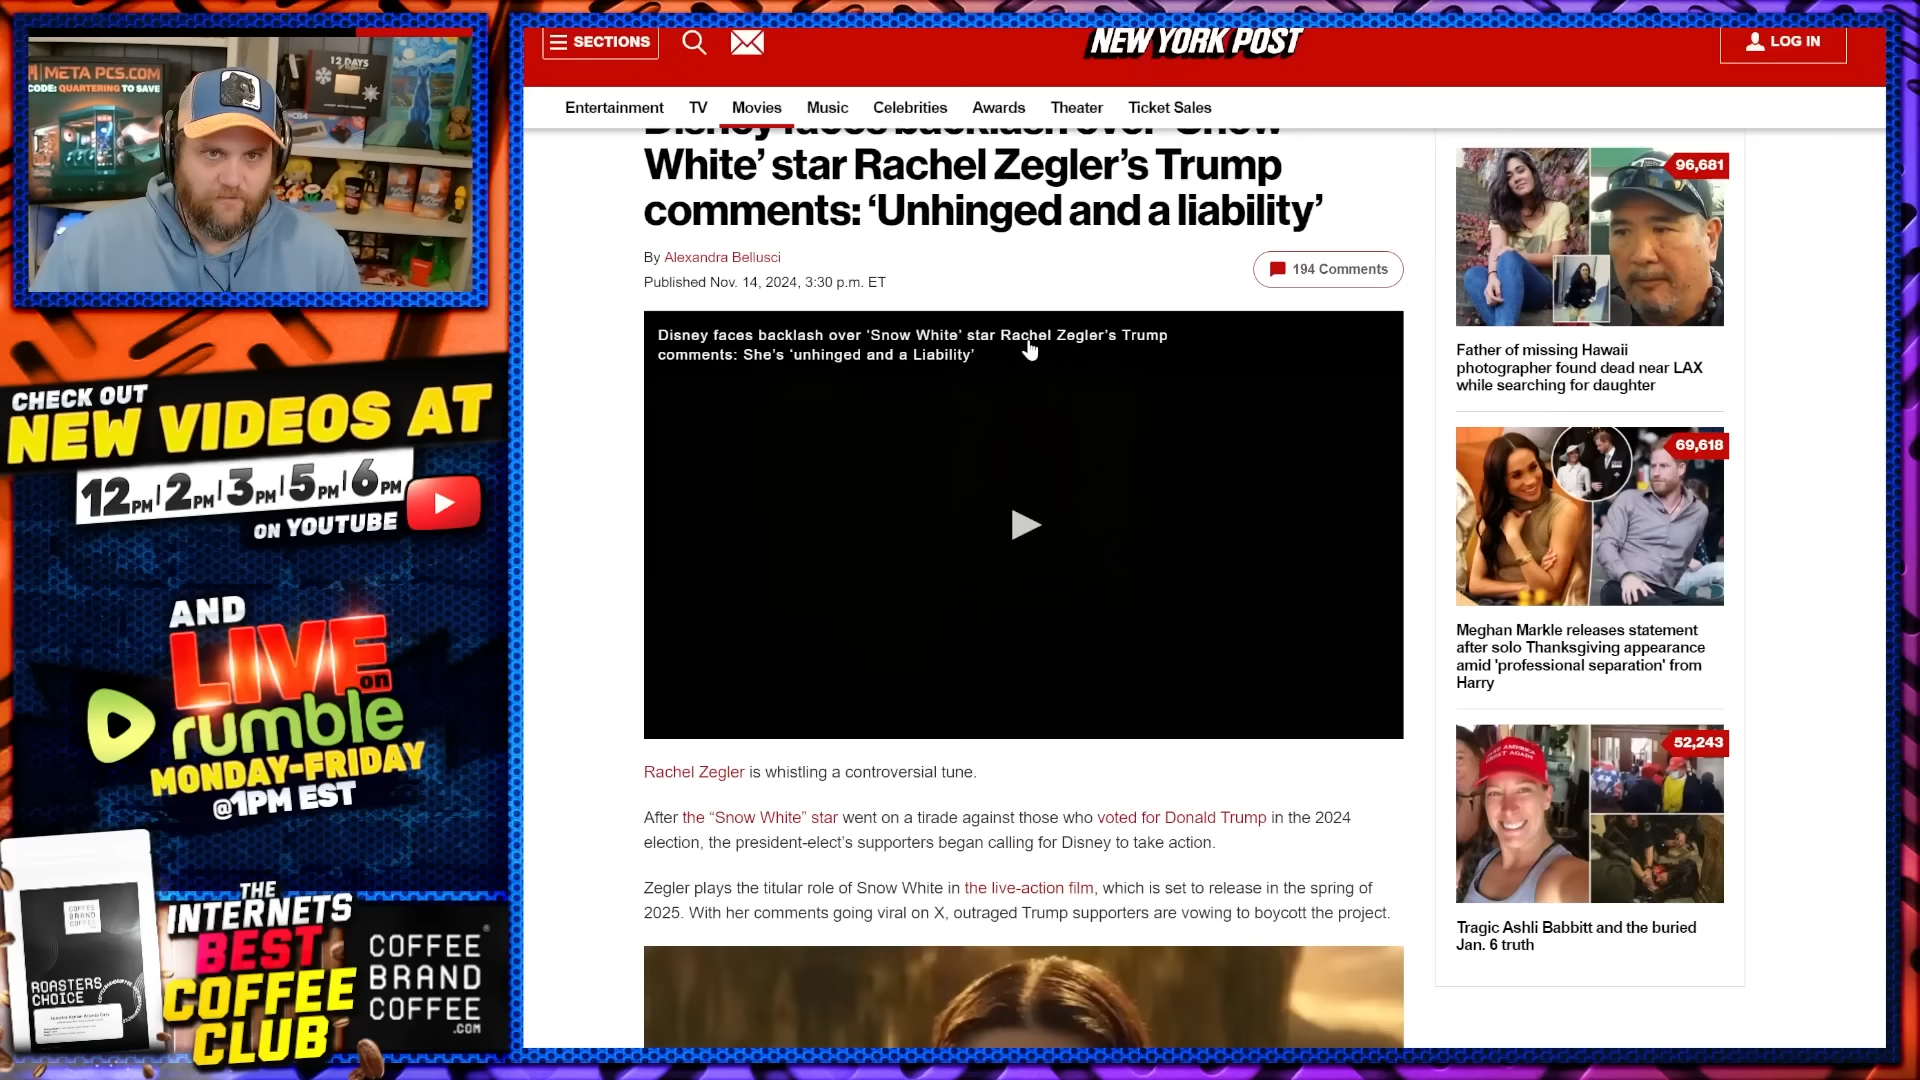 META PCS.COM
CODE: QUARTERING TO SAVE
12 DAYS
CHECK OUT
NEW VIDEOS AT
12PM | 2PM | 3PM | 5PM | 6PM
ON YOUTUBE
AND
LIVE
on
rumble
MONDAY-FRIDAY
@1PM EST
COFFEE
BRAND
COFFEE
ROASTERS
CHOICE
THE
INTERNETS
BEST
COFFEE
CLUB
COFFEE
BRAND
COFFEE
.COM
SECTIONS
NEW YORK POST
LOG IN
Entertainment TV Movies Music Celebrities Awards Theater Ticket Sales
Disney faces backlash over ‘Snow
White’ star Rachel Zegler’s Trump
comments: ‘Unhinged and a liability’
By Alexandra Bellusci
Published Nov. 14, 2024, 3:30 p.m. ET
194 Comments
Disney faces backlash over ‘Snow White’ star Rachel Zegler’s Trump
comments: She’s ‘unhinged and a Liability’
Rachel Zegler is whistling a controversial tune.
After the “Snow White” star went on a tirade against those who voted for Donald Trump in the 2024
election, the president-elect’s supporters began calling for Disney to take action.
Zegler plays the titular role of Snow White in the live-action film, which is set to release in the spring of
2025. With her comments going viral on X, outraged Trump supporters are vowing to boycott the project.
96,681
Father of missing Hawaii
photographer found dead near LAX
while searching for daughter
69,618
Meghan Markle releases statement
after solo Thanksgiving appearance
amid 'professional separation' from
Harry
52,243
Tragic Ashli Babbitt and the buried
Jan. 6 truth